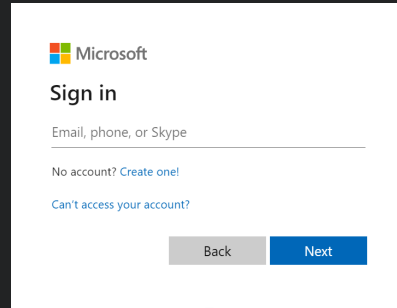 Microsoft
Sign in
Email, phone, or Skype
No account? Create one!
Can't access your account?
Back Next